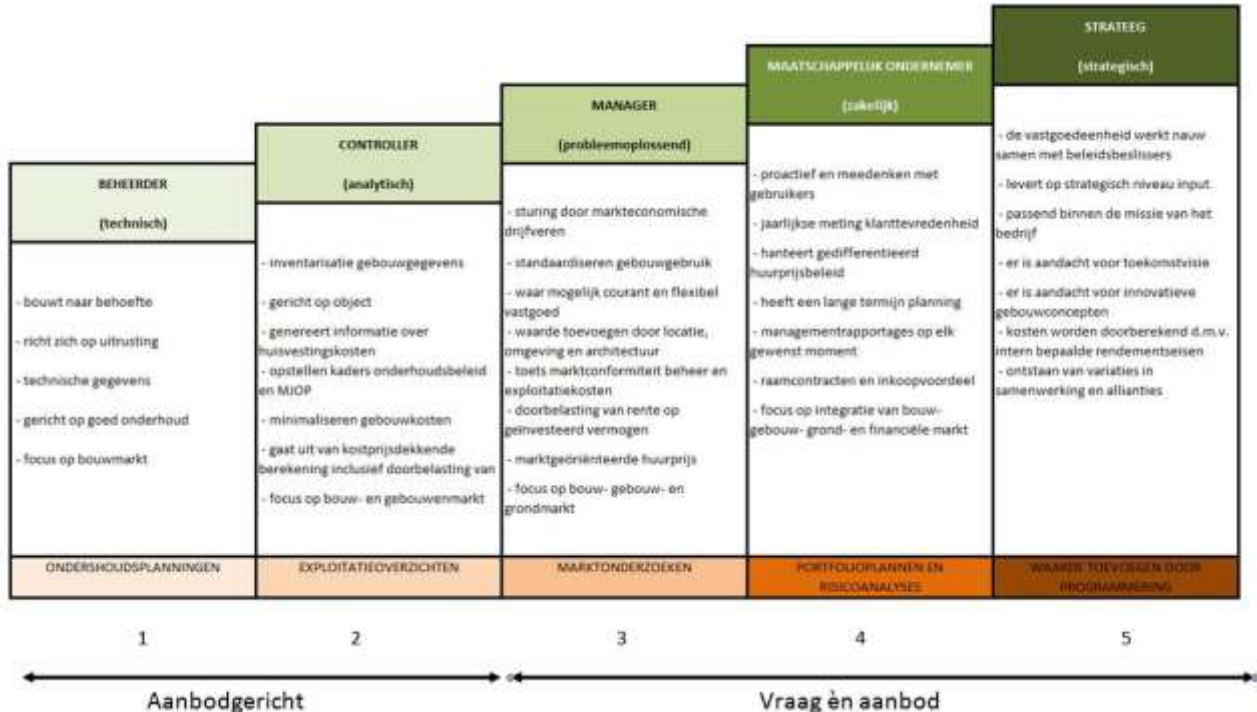 STRATEEG
(strategisch)
- de vastgoedeenheid werkt nauw
samen met beleidsbeslissers
- levert op strategisch niveau input
- passend binnen de missie van het
bedrijf
- er is aandacht voor toekomstvisie
- er is aandacht voor innovatieve
gebouwconcepten
- kosten worden doorberekend d.m.v.
intern bepaalde rendementseisen
- ontstaan van variaties in
samenwerking en allianties
MAATSCHAPPELIJK ONDERNEMER
(zakelijk)
- proactief en meedenken met
gebruikers
- jaarlijkse meting klanttevredenheid
- hanteert gedifferentieerd
huurprijsbeleid
- heeft een lange termijn planning
- managementrapportages op elk
gewenst moment
- raamcontracten en inkoopvoordeel
- focus op integratie van bouw-
gebouw- grond- en financiële markt
MANAGER
(probleemoplossend)
- sturing door markteconomische
drijfveren
- standaardiseren gebouwgebruik
- waar mogelijk courant en flexibel
vastgoed
- waarde toevoegen door locatie,
omgeving en architectuur
- toets marktconformiteit beheer en
exploitatiekosten
- doorbelasting van rente op
geïnvesteerd vermogen
- marktgeoriënteerde huurprijs
- focus op bouw- gebouw- en
grondmarkt
CONTROLLER
(analytisch)
- inventarisatie gebouwgegevens
- gericht op object
- genereert informatie over
huisvestingskosten
- opstellen kaders onderhoudsbeleid
en MJOP
- minimaliseren gebouwkosten
- gaat uit van kostprijsdekkende
berekening inclusief doorbelasting van
- focus op bouw- en gebouwenmarkt
BEHEERDER
(technisch)
- bouwt naar behoefte
- richt zich op uitrusting
- technische gegevens
- gericht op goed onderhoud
- focus op bouwmarkt
ONDERSHOUDSPLANNINGEN
EXPLOITATIEOVERZICHTEN
MARKTONDERZOEKEN
PORTFOLIOPLANNEN EN
RISICOANALYSES
WAARDE TOEVOEGEN DOOR
PROGRAMMERING
1
2
3
4
5
Aanbodgericht
Vraag èn aanbod